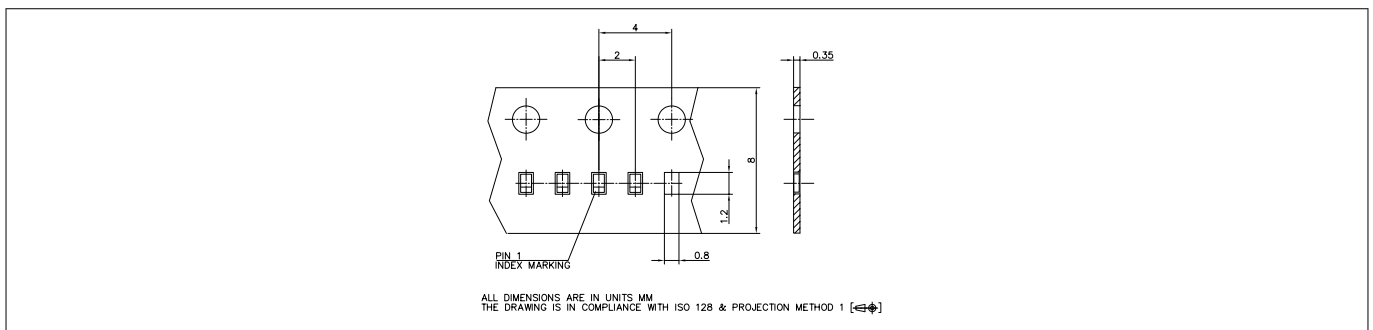 4
2
0.35
8
1.2
0.8
PIN 1
INDEX MARKING
ALL DIMENSIONS ARE IN UNITS MM
THE DRAWING IS IN COMPLIANCE WITH ISO 128 & PROJECTION METHOD 1 [ ]